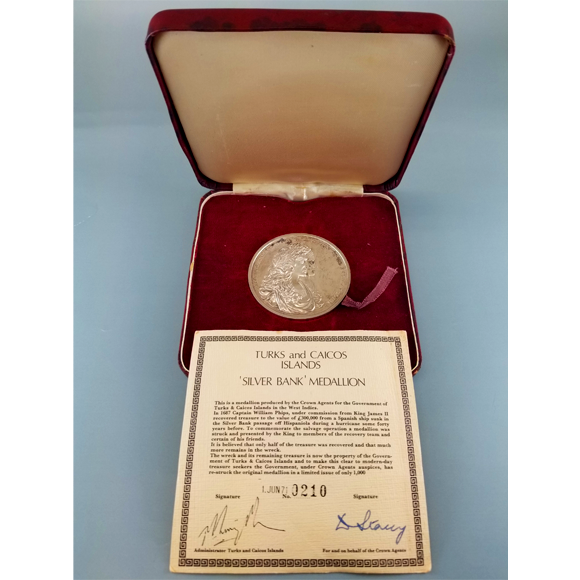 TURKS and CAICOS
ISLANDS
'SILVER BANK' MEDALLION
This is a medallion produced by the Crown Agents for the Government of
Turks & Caicos Islands in the West Indies.
In 1687 Captain William Phips, under commission from King James II
recovered treasure to the value of £300,000 from a Spanish ship sunk in
the Silver Bank passage off Hispaniola during a hurricane some forty
years before. To commemorate the salvage operation a medallion was
struck and presented by the King to members of the recovery team and
certain of his friends.
It is believed that only half of the treasure was recovered and that much
more remains in the wreck.
The wreck and its remaining treasure is now the property of the Govern-
ment of Turks & Caicos Islands and to make this clear to modern-day
treasure seekers the Government, under Crown Agents auspices, has
re-struck the original medallion in a limited issue of only 1,000
Signature 1 JUN 71 No. 0210 Signature
D Stacey
Administrator Turks and Caicos Islands For and on behalf of the Crown Agents